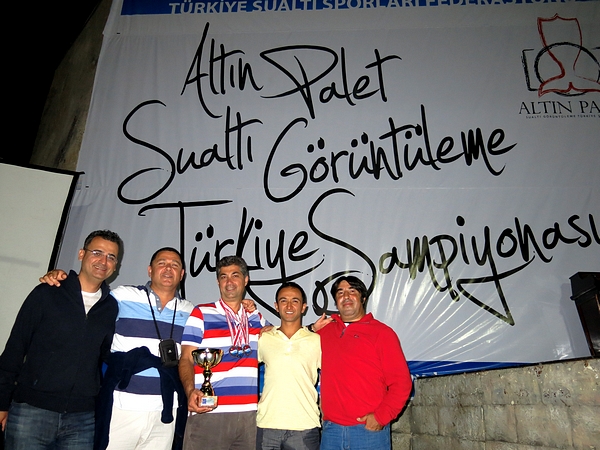 TÜRKİYE SUALTI SPORLARI FEDERASYONU
Altın Palet
Sualtı Görüntüleme
Türkiye Şampiyonası
ALTIN PA